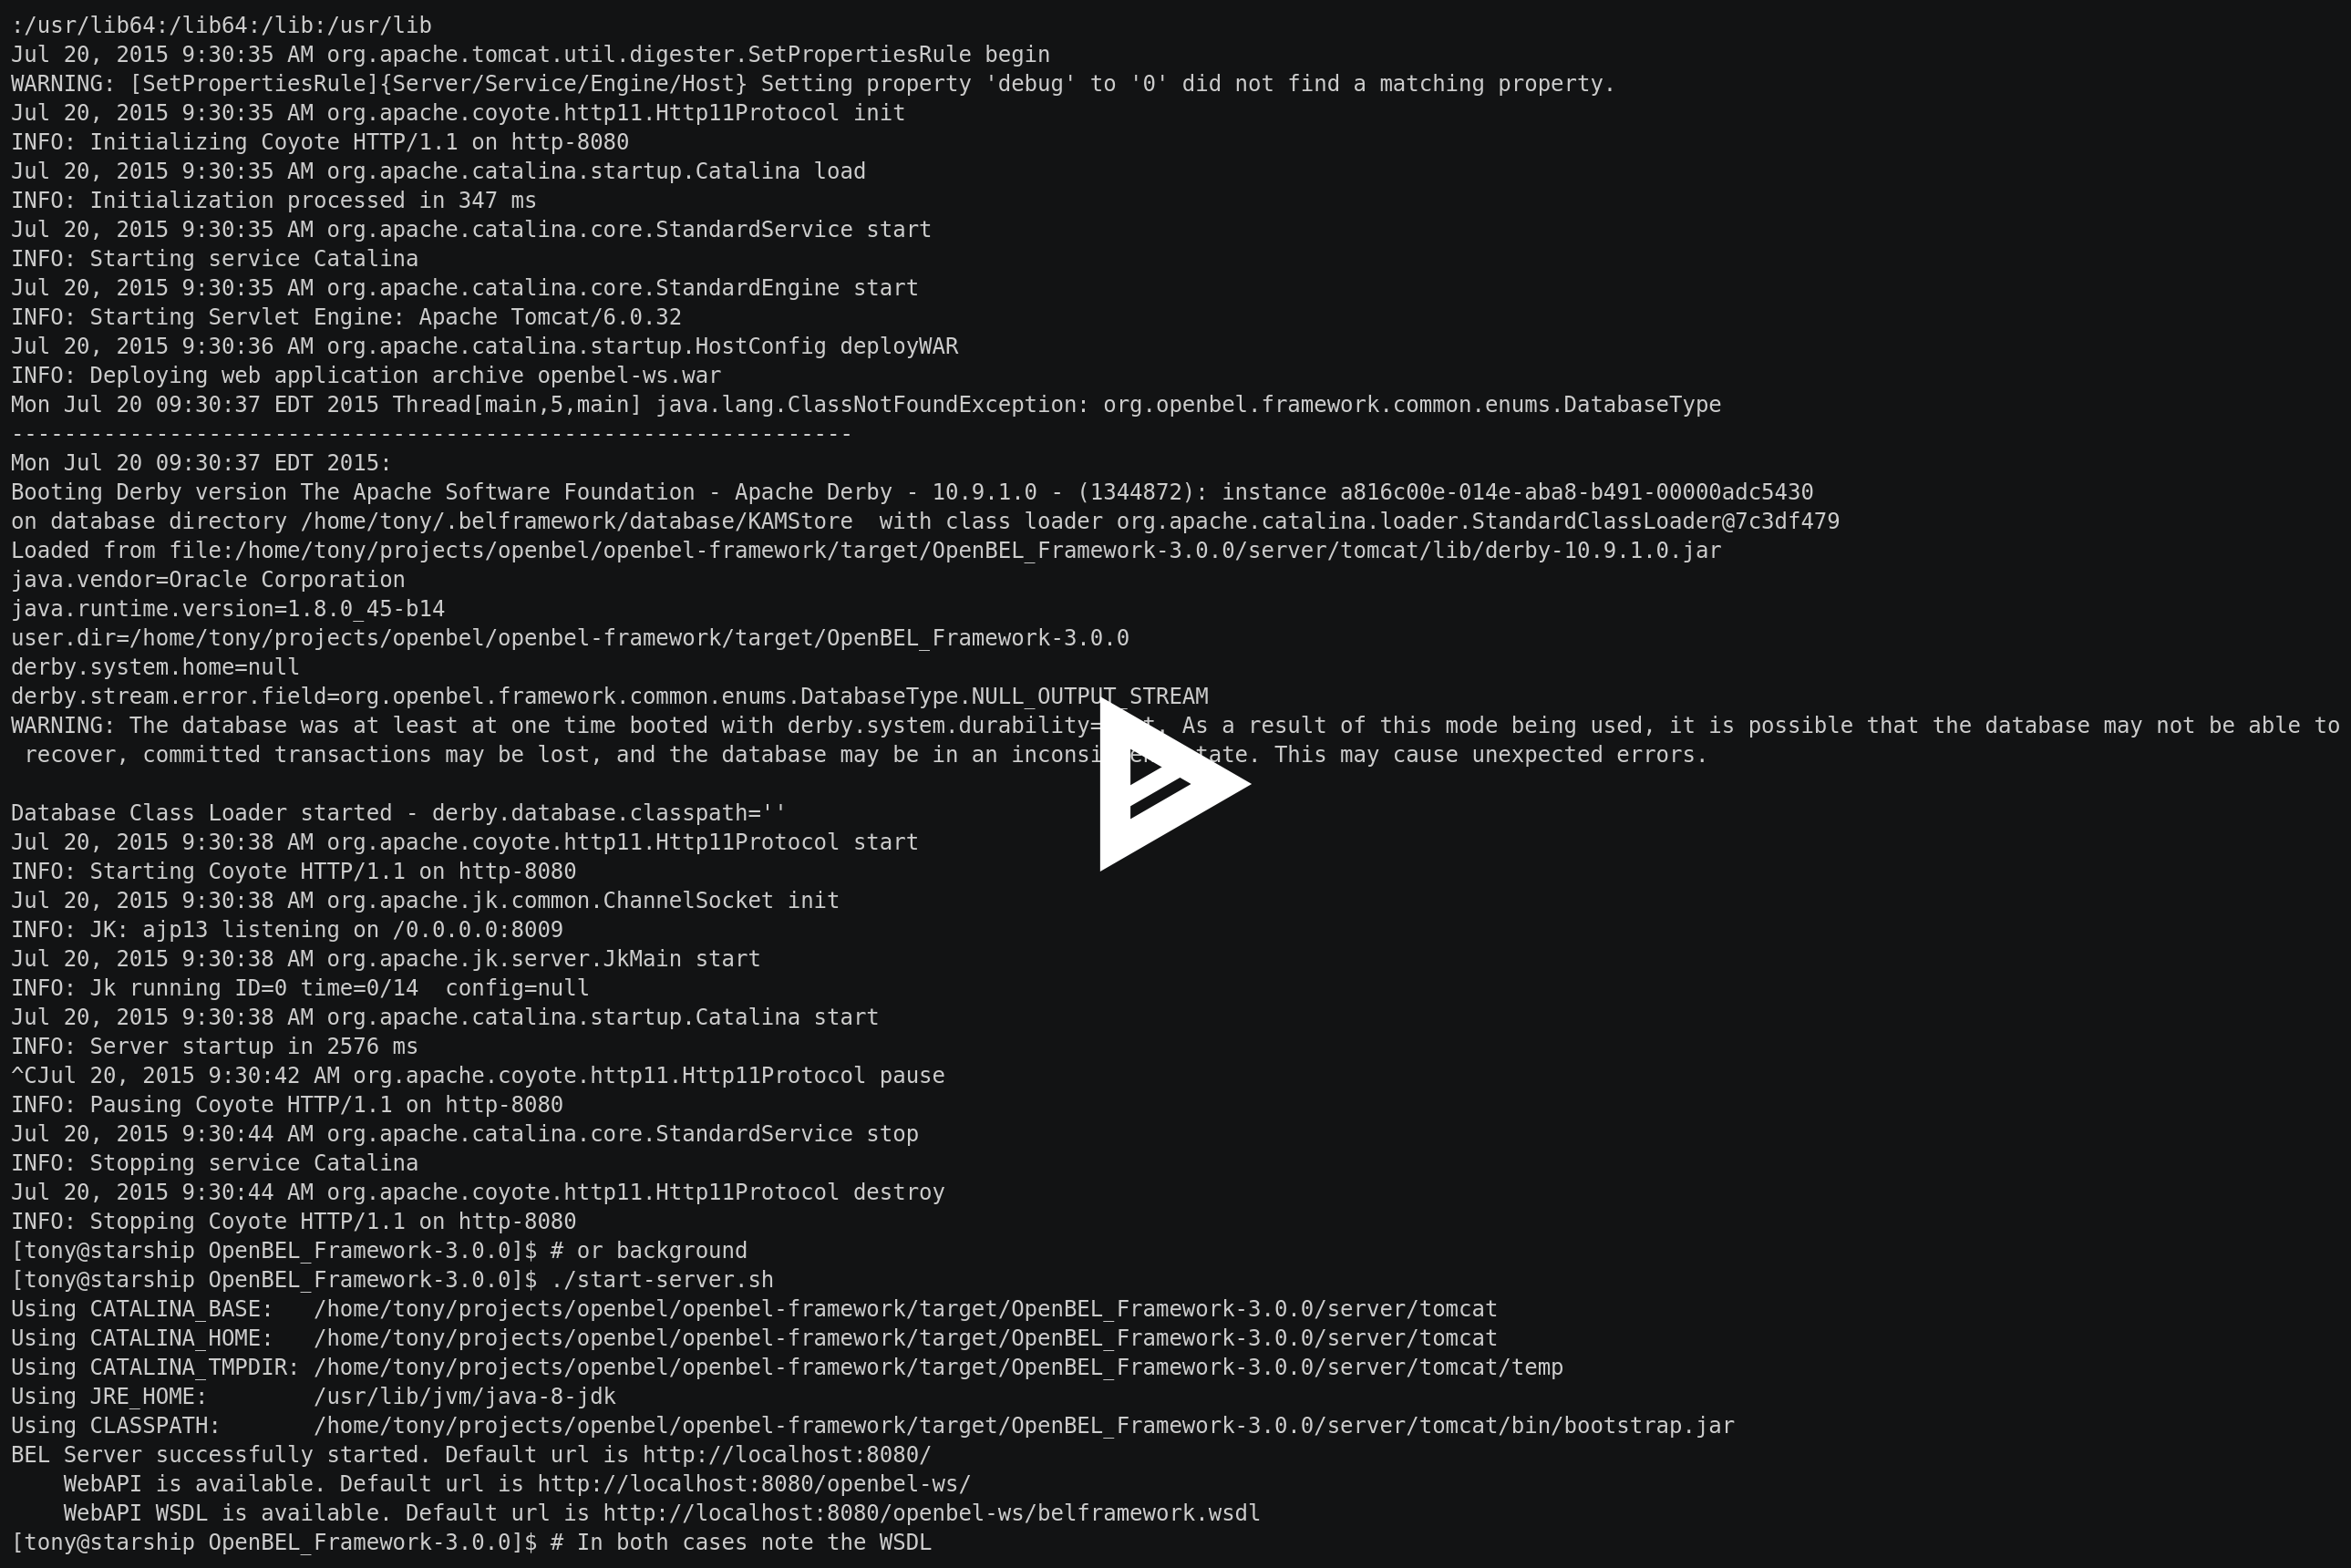 :/usr/lib64:/lib64:/lib:/usr/lib
Jul 20, 2015 9:30:35 AM org.apache.tomcat.util.digester.SetPropertiesRule begin
WARNING: [SetPropertiesRule]{Server/Service/Engine/Host} Setting property 'debug' to '0' did not find a matching property.
Jul 20, 2015 9:30:35 AM org.apache.coyote.http11.Http11Protocol init
INFO: Initializing Coyote HTTP/1.1 on http-8080
Jul 20, 2015 9:30:35 AM org.apache.catalina.startup.Catalina load
INFO: Initialization processed in 347 ms
Jul 20, 2015 9:30:35 AM org.apache.catalina.core.StandardService start
INFO: Starting service Catalina
Jul 20, 2015 9:30:35 AM org.apache.catalina.core.StandardEngine start
INFO: Starting Servlet Engine: Apache Tomcat/6.0.32
Jul 20, 2015 9:30:36 AM org.apache.catalina.startup.HostConfig deployWAR
INFO: Deploying web application archive openbel-ws.war
Mon Jul 20 09:30:37 EDT 2015 Thread[main,5,main] java.lang.ClassNotFoundException: org.openbel.framework.common.enums.DatabaseType
----------------------------------------------------------------
Mon Jul 20 09:30:37 EDT 2015:
Booting Derby version The Apache Software Foundation - Apache Derby - 10.9.1.0 - (1344872): instance a816c00e-014e-aba8-b491-00000adc5430
on database directory /home/tony/.belframework/database/KAMStore  with class loader org.apache.catalina.loader.StandardClassLoader@7c3df479
Loaded from file:/home/tony/projects/openbel/openbel-framework/target/OpenBEL_Framework-3.0.0/server/tomcat/lib/derby-10.9.1.0.jar
java.vendor=Oracle Corporation
java.runtime.version=1.8.0_45-b14
user.dir=/home/tony/projects/openbel/openbel-framework/target/OpenBEL_Framework-3.0.0
derby.system.home=null
derby.stream.error.field=org.openbel.framework.common.enums.DatabaseType.NULL_OUTPUT_STREAM
WARNING: The database was at least at one time booted with derby.system.durability= As a result of this mode being used, it is possible that the database may not be able to
 recover, committed transactions may be lost, and the database may be in an state. This may cause unexpected errors.

Database Class Loader started - derby.database.classpath=''
Jul 20, 2015 9:30:38 AM org.apache.coyote.http11.Http11Protocol start
INFO: Starting Coyote HTTP/1.1 on http-8080
Jul 20, 2015 9:30:38 AM org.apache.jk.common.ChannelSocket init
INFO: JK: ajp13 listening on /0.0.0.0:8009
Jul 20, 2015 9:30:38 AM org.apache.jk.server.JkMain start
INFO: Jk running ID=0 time=0/14  config=null
Jul 20, 2015 9:30:38 AM org.apache.catalina.startup.Catalina start
INFO: Server startup in 2576 ms
^CJul 20, 2015 9:30:42 AM org.apache.coyote.http11.Http11Protocol pause
INFO: Pausing Coyote HTTP/1.1 on http-8080
Jul 20, 2015 9:30:44 AM org.apache.catalina.core.StandardService stop
INFO: Stopping service Catalina
Jul 20, 2015 9:30:44 AM org.apache.coyote.http11.Http11Protocol destroy
INFO: Stopping Coyote HTTP/1.1 on http-8080
[tony@starship OpenBEL_Framework-3.0.0]$ # or background
[tony@starship OpenBEL_Framework-3.0.0]$ ./start-server.sh
Using CATALINA_BASE:   /home/tony/projects/openbel/openbel-framework/target/OpenBEL_Framework-3.0.0/server/tomcat
Using CATALINA_HOME:   /home/tony/projects/openbel/openbel-framework/target/OpenBEL_Framework-3.0.0/server/tomcat
Using CATALINA_TMPDIR: /home/tony/projects/openbel/openbel-framework/target/OpenBEL_Framework-3.0.0/server/tomcat/temp
Using JRE_HOME:        /usr/lib/jvm/java-8-jdk
Using CLASSPATH:       /home/tony/projects/openbel/openbel-framework/target/OpenBEL_Framework-3.0.0/server/tomcat/bin/bootstrap.jar
BEL Server successfully started. Default url is http://localhost:8080/
    WebAPI is available. Default url is http://localhost:8080/openbel-ws/
    WebAPI WSDL is available. Default url is http://localhost:8080/openbel-ws/belframework.wsdl
[tony@starship OpenBEL_Framework-3.0.0]$ # In both cases note the WSDL